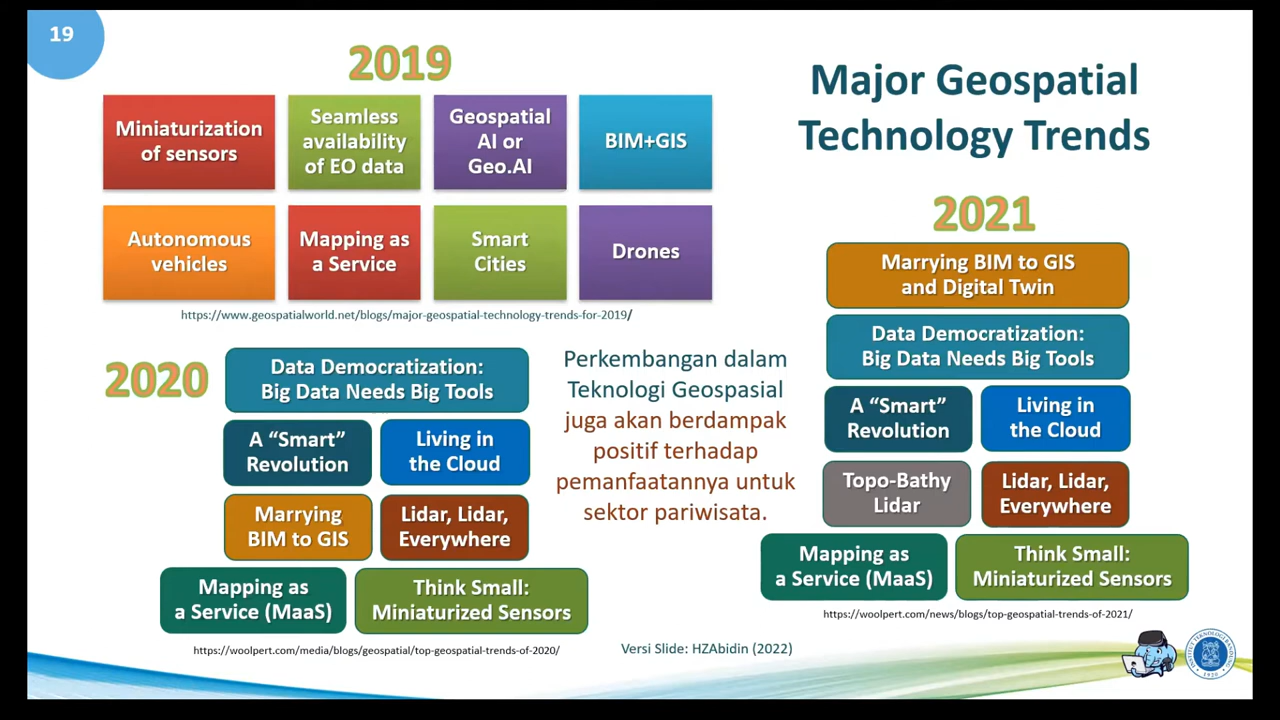 19
2019
Major Geospatial
Technology Trends
Miniaturization
of sensors
Seamless
availability
of EO data
Geospatial
AI or
Geo.AI
BIM+GIS
Autonomous
vehicles
Mapping as
a Service
Smart
Cities
Drones
https://www.geospatialworld.net/blogs/major-geospatial-technology-trends-for-2019/
2020
Data Democratization:
Big Data Needs Big Tools
A “Smart”
Revolution
Living in
the Cloud
Marrying
BIM to GIS
Lidar, Lidar,
Everywhere
Mapping as
a Service (MaaS)
Think Small:
Miniaturized Sensors
https://woolpert.com/media/blogs/geospatial/top-geospatial-trends-of-2020/
Perkembangan dalam
Teknologi Geospasial
juga akan berdampak
positif terhadap
pemanfaatannya untuk
sektor pariwisata.
2021
Marrying BIM to GIS
and Digital Twin
Data Democratization:
Big Data Needs Big Tools
A “Smart”
Revolution
Living in
the Cloud
Topo-Bathy
Lidar
Lidar, Lidar,
Everywhere
Mapping as
a Service (MaaS)
Think Small:
Miniaturized Sensors
https://woolpert.com/news/blogs/top-geospatial-trends-of-2021/
Versi Slide: HZAbidin (2022)
INSTITUT TEKNOLOGI BANDUNG
1920